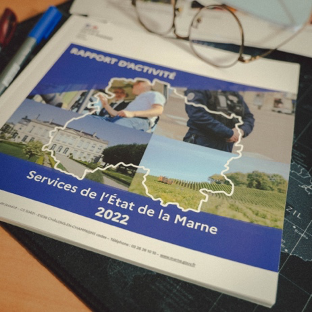 RAPPORT D'ACTIVITÉ
Services de l'État de la Marne
2022